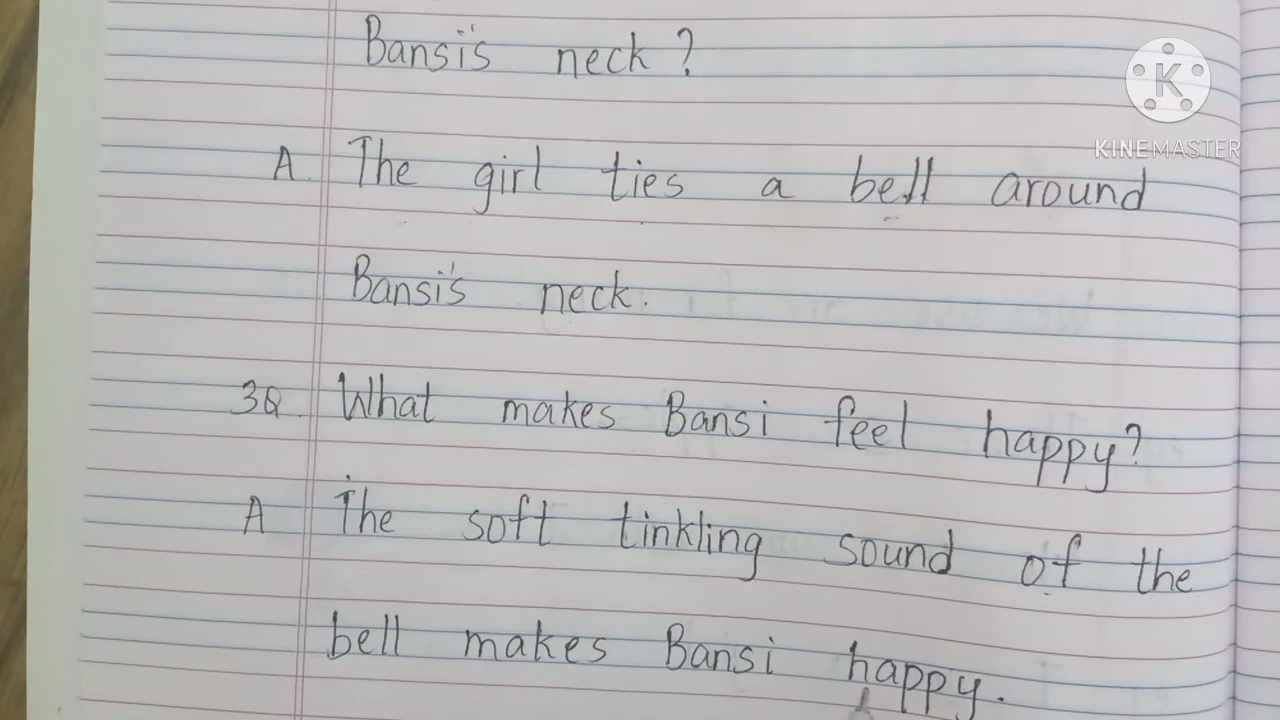 Bansi's neck?
A The girl ties a bell around
Bansi's neck.
3Q. What makes Bansi feel happy?
A The soft tinkling sound of the
bell makes Bansi happy.
K
KINEMASTER